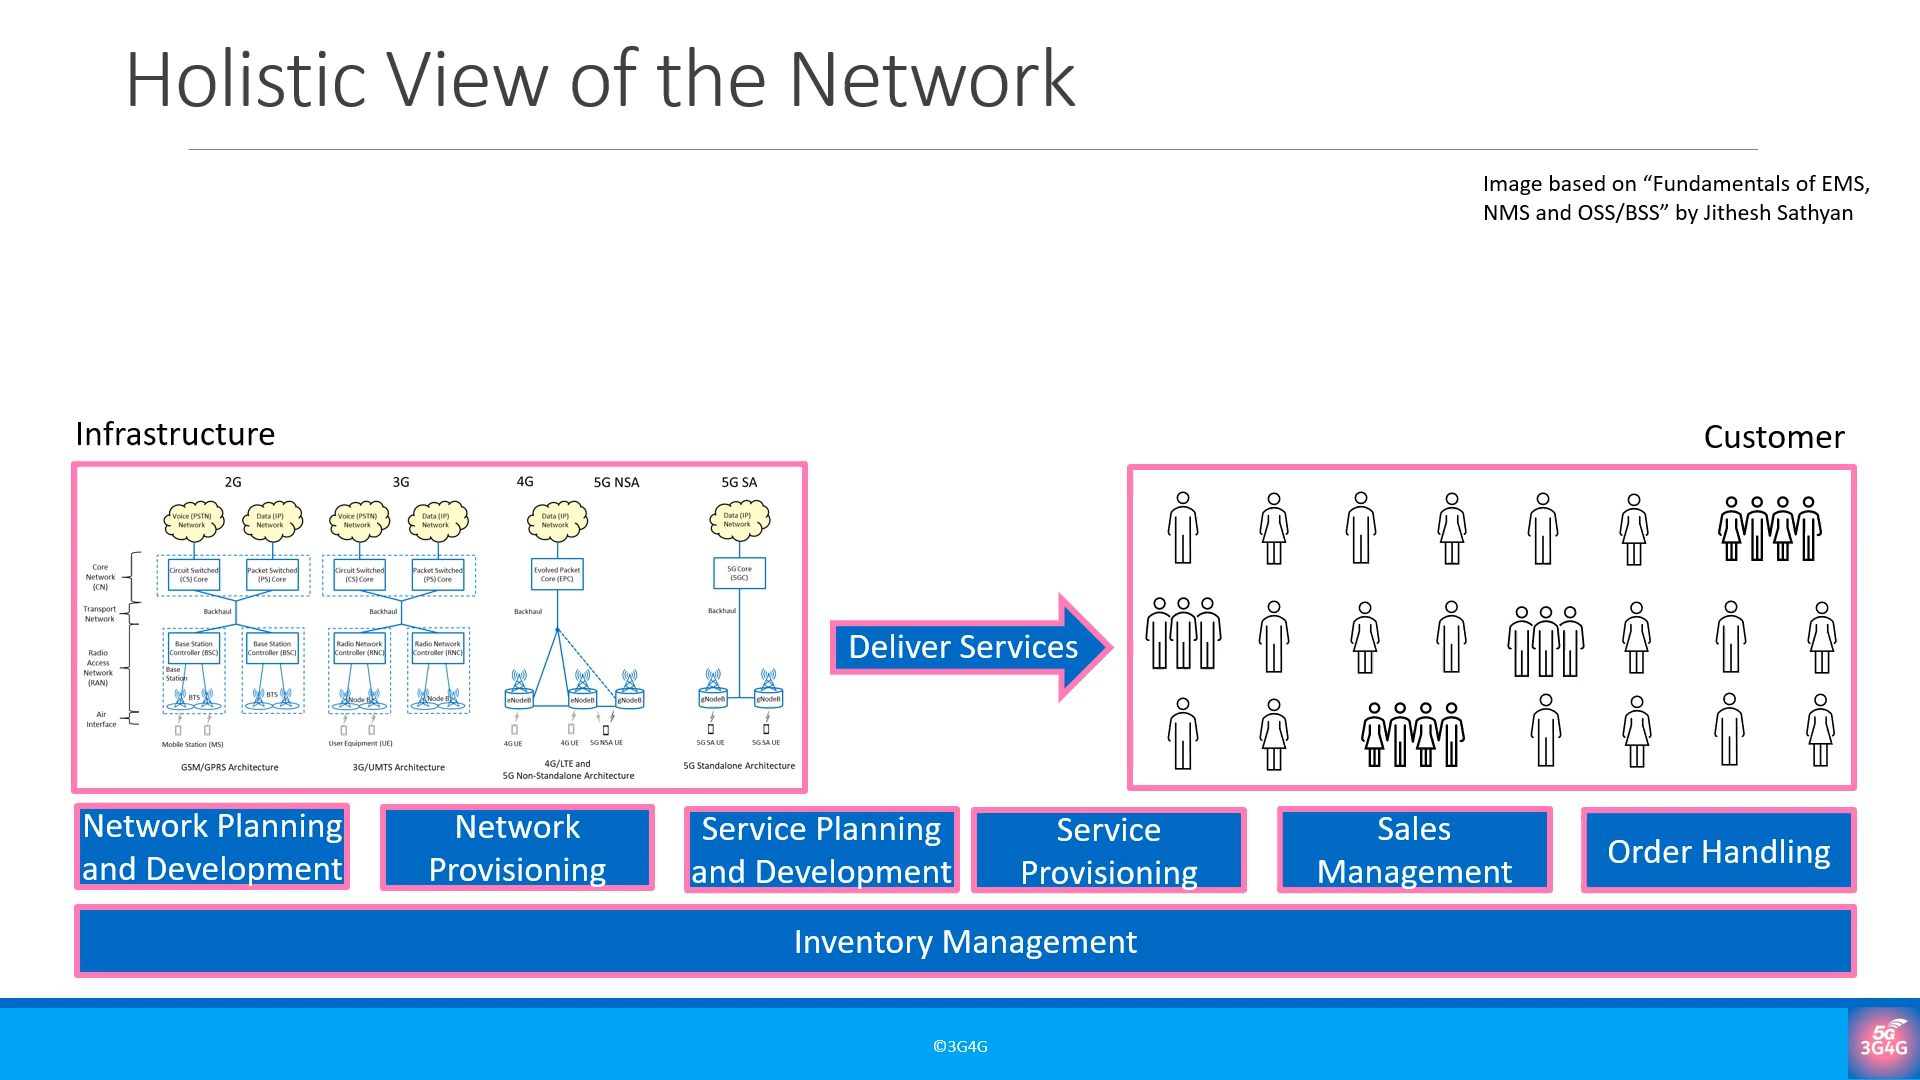 Holistic View of the Network
Image based on “Fundamentals of EMS,
NMS and OSS/BSS” by Jithesh Sathyan
Infrastructure
Customer
2G
3G
4G
5G NSA
5G SA
Voice (PSTN)
Network
Data (IP)
Network
Voice (PSTN)
Network
Data (IP)
Network
Data (IP)
Network
Data (IP)
Network
Core
Network
(CN)
Circuit Switched
(CS) Core
Packet Switched
(PS) Core
Circuit Switched
(CS) Core
Packet Switched
(PS) Core
Evolved Packet
Core (EPC)
5G Core
(5GC)
Transport
Network
Backhaul
Backhaul
Backhaul
Backhaul
Radio
Access
Network
(RAN)
Base Station
Controller (BSC)
Base Station
Controller (BSC)
Radio Network
Controller (RNC)
Radio Network
Controller (RNC)
Base
Station
BTS
BTS
Node B
Node B
eNodeB
eNodeB
gNodeB
gNodeB
gNodeB
Air
Interface
Mobile Station (MS)
User Equipment (UE)
4G UE
4G UE
5G NSA UE
5G SA UE
5G SA UE
GSM/GPRS Architecture
3G/UMTS Architecture
4G/LTE and
5G Non-Standalone Architecture
5G Standalone Architecture
Deliver Services
Network Planning
and Development
Network
Provisioning
Service Planning
and Development
Service
Provisioning
Sales
Management
Order Handling
Inventory Management
©3G4G
5G
3G4G